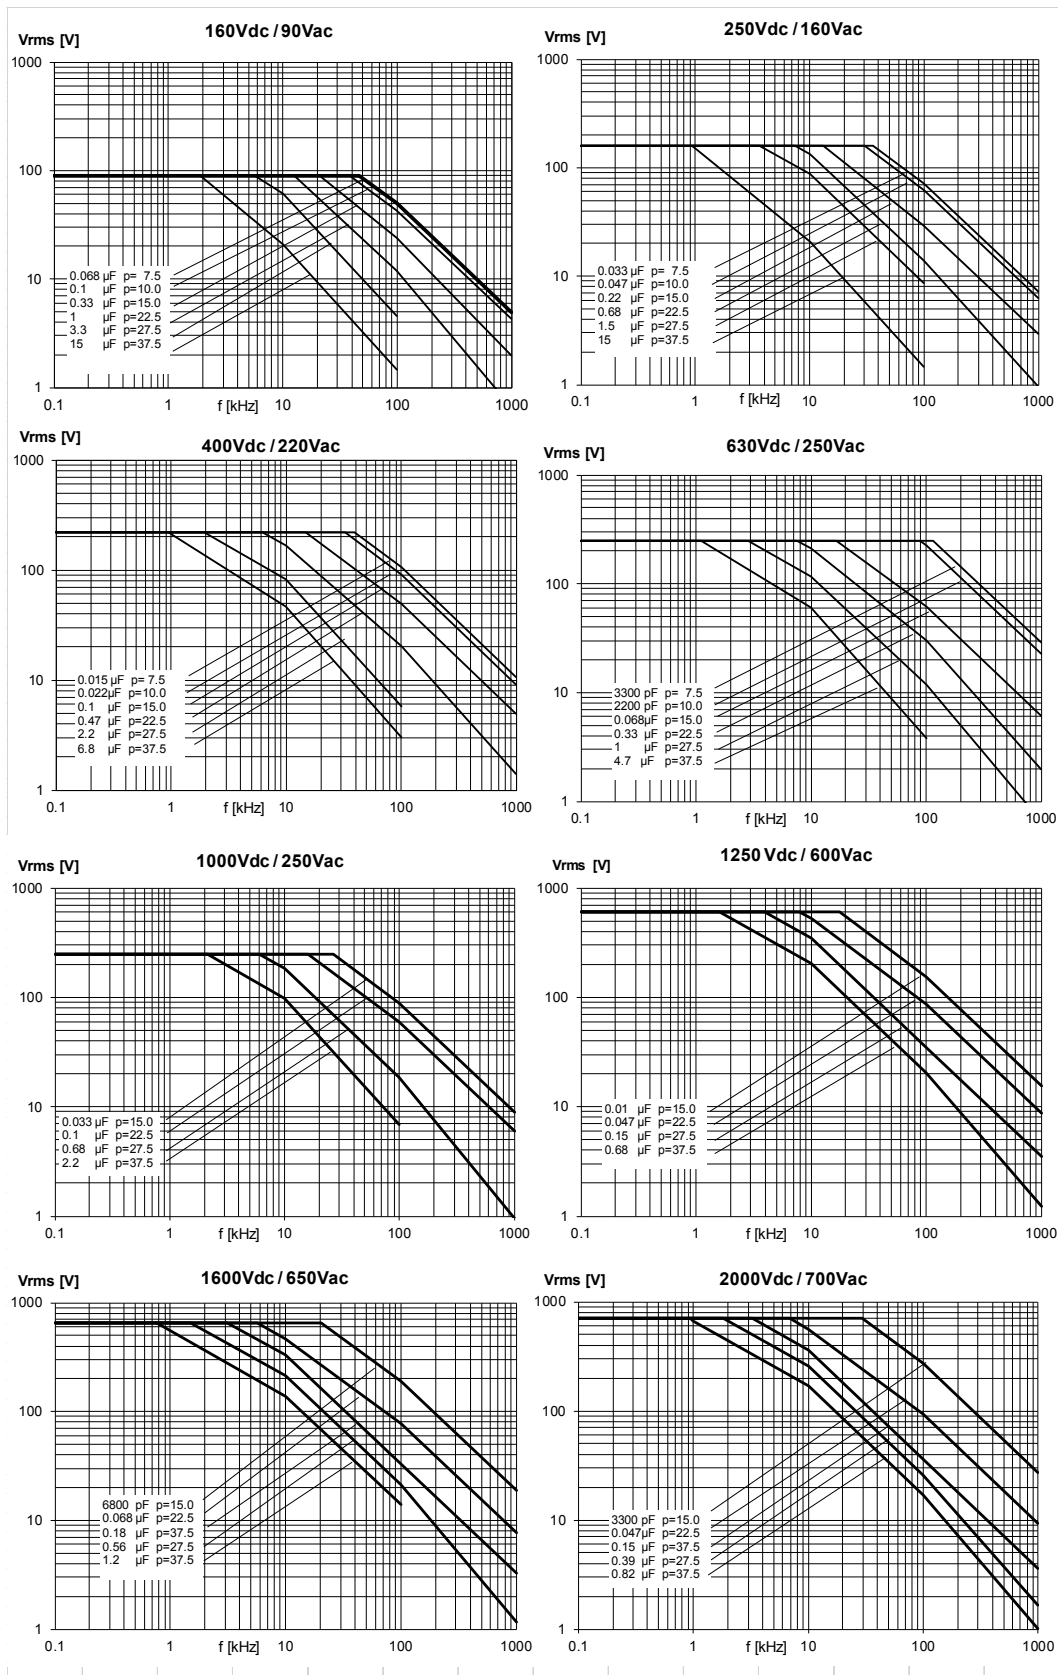 160Vdc / 90Vac
Vrms [V]
1000
100
10
1
0.068 µF p= 7.5
0.1 µF p=10.0
0.33 µF p=15.0
1 µF p=22.5
3.3 µF p=27.5
15 µF p=37.5
0.1 1 10 100 1000
f [kHz]
250Vdc / 160Vac
Vrms [V]
1000
100
10
1
0.033 µF p= 7.5
0.047 µF p=10.0
0.22 µF p=15.0
0.68 µF p=22.5
1.5 µF p=27.5
15 µF p=37.5
0.1 1 10 100 1000
f [kHz]
400Vdc / 220Vac
Vrms [V]
1000
100
10
1
0.015 µF p= 7.5
0.022µF p=10.0
0.1 µF p=15.0
0.47 µF p=22.5
2.2 µF p=27.5
6.8 µF p=37.5
0.1 1 10 100 1000
f [kHz]
630Vdc / 250Vac
Vrms [V]
1000
100
10
1
3300 pF p= 7.5
2200 pF p=10.0
0.068µF p=15.0
0.33 µF p=22.5
1 µF p=27.5
4.7 µF p=37.5
0.1 1 10 100 1000
f [kHz]
1000Vdc / 250Vac
Vrms [V]
1000
100
10
1
0.033 µF p=15.0
0.1 µF p=22.5
0.68 µF p=27.5
2.2 µF p=37.5
0.1 1 10 100 1000
f [kHz]
1250 Vdc / 600Vac
Vrms [V]
1000
100
10
1
0.01 µF p=15.0
0.047 µF p=22.5
0.15 µF p=27.5
0.68 µF p=37.5
0.1 1 10 100 1000
f [kHz]
1600Vdc / 650Vac
Vrms [V]
1000
100
10
1
6800 pF p=15.0
0.068 µF p=22.5
0.18 µF p=37.5
0.56 µF p=27.5
1.2 µF p=37.5
0.1 1 10 100 1000
f [kHz]
2000Vdc / 700Vac
Vrms [V]
1000
100
10
1
3300 pF p=15.0
0.047µF p=22.5
0.15 µF p=37.5
0.39 µF p=27.5
0.82 µF p=37.5
0.1 1 10 100 1000
f [kHz]